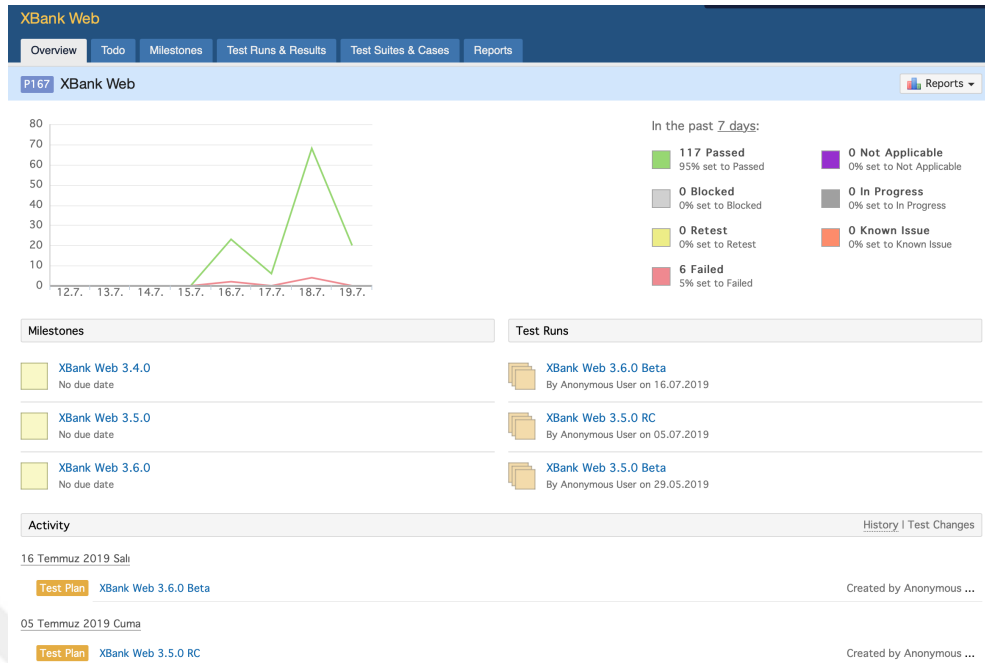 XBank Web
Overview Todo Milestones Test Runs & Results Test Suites & Cases Reports
P167 XBank Web Reports
80
70
60
50
40
30
20
10
0
12.7. 13.7. 14.7. 15.7. 16.7. 17.7. 18.7. 19.7.
In the past 7 days:
117 Passed
95% set to Passed
0 Not Applicable
0% set to Not Applicable
0 Blocked
0% set to Blocked
0 In Progress
0% set to In Progress
0 Retest
0% set to Retest
0 Known Issue
0% set to Known Issue
6 Failed
5% set to Failed
Milestones
XBank Web 3.4.0
No due date
XBank Web 3.5.0
No due date
XBank Web 3.6.0
No due date
Test Runs
XBank Web 3.6.0 Beta
By Anonymous User on 16.07.2019
XBank Web 3.5.0 RC
By Anonymous User on 05.07.2019
XBank Web 3.5.0 Beta
By Anonymous User on 29.05.2019
Activity History | Test Changes
16 Temmuz 2019 Salı
Test Plan XBank Web 3.6.0 Beta Created by Anonymous ...
05 Temmuz 2019 Cuma
Test Plan XBank Web 3.5.0 RC Created by Anonymous ...